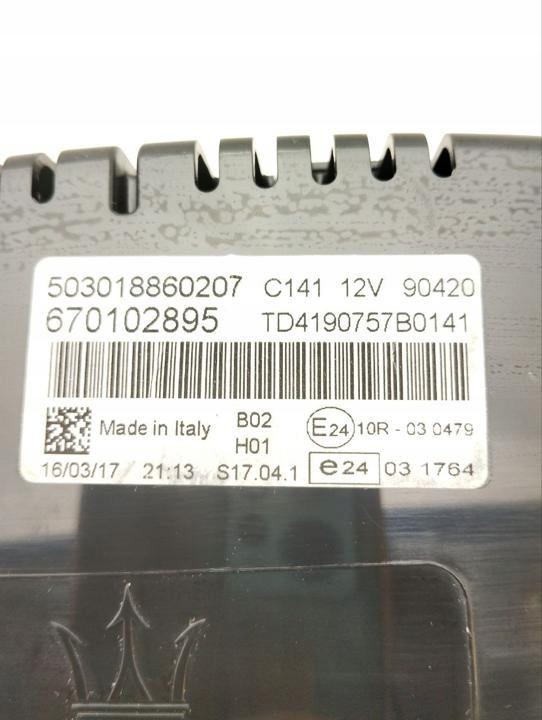 503018860207 C141 12V 90420
670102895 TD4190757B0141
Made in Italy B02 E24 10R - 03 0479
H01
16/03/17 21:13 S17.04.1 e24 03 1764